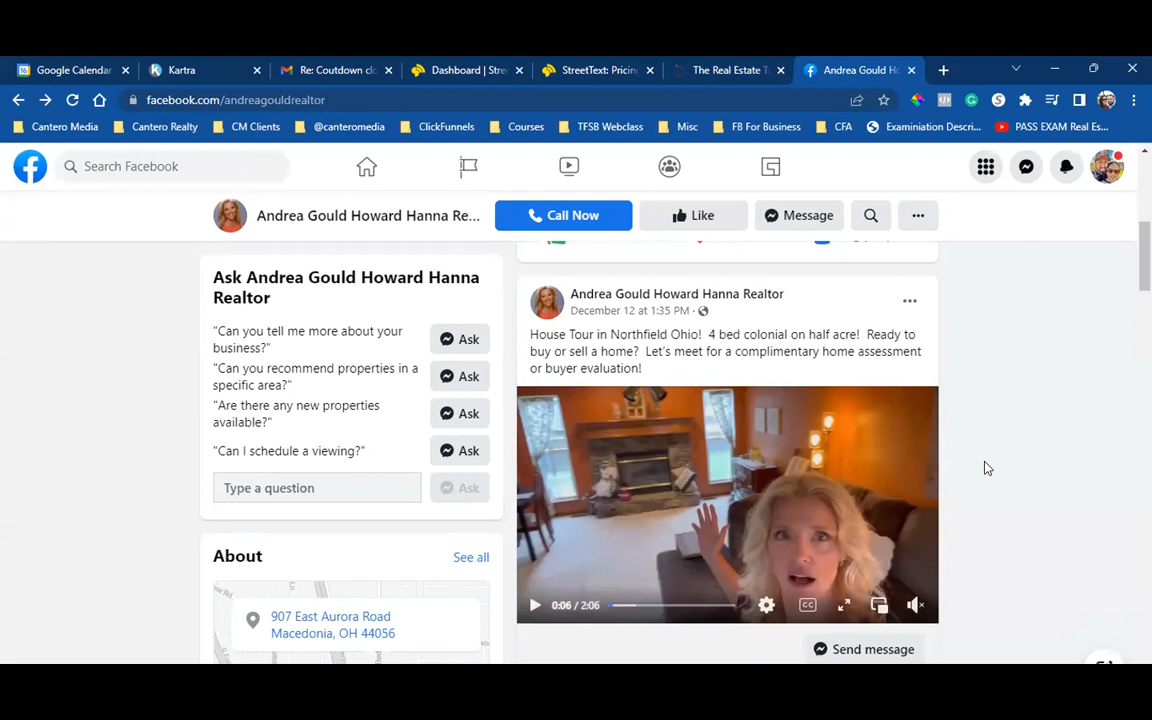 Google Calendar
Kartra
Re: Coutdown clo
Dashboard | Stre
StreetText: Pricin
The Real Estate T
Andrea Gould Ho
facebook.com/andreagouldrealtor
Cantero Media
Cantero Realty
CM Clients
@canteromedia
ClickFunnels
Courses
TFSB Webclass
Misc
FB For Business
CFA
Examiniation Descri...
PASS EXAM Real Es...
Search Facebook
Andrea Gould Howard Hanna Re...
Call Now
Like
Message
Ask Andrea Gould Howard Hanna
Realtor
"Can you tell me more about your
business?"
Ask
"Can you recommend properties in a
specific area?"
Ask
"Are there any new properties
available?"
Ask
"Can I schedule a viewing?"
Ask
Type a question
Ask
About
See all
907 East Aurora Road
Macedonia, OH 44056
Andrea Gould Howard Hanna Realtor
December 12 at 1:35 PM ·
House Tour in Northfield Ohio! 4 bed colonial on half acre! Ready to
buy or sell a home? Let's meet for a complimentary home assessment
or buyer evaluation!
0:06 / 2:06
CC
Send message